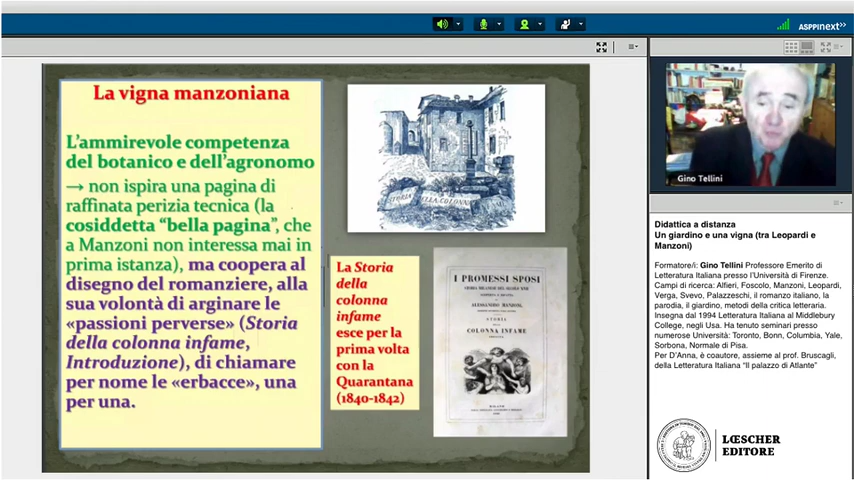 ASPPInext>>
La vigna manzoniana
L'ammirevole competenza
del botanico e dell'agronomo
→ non ispira una pagina di
raffinata perizia tecnica (la
cosiddetta "bella pagina", che
a Manzoni non interessa mai in
prima istanza), ma coopera al
disegno del romanziere, alla
sua volontà di arginare le
«passioni perverse» (Storia
della colonna infame,
Introduzione), di chiamare
per nome le «erbacce», una
per una.
STORIA DELLA COLONNA
La Storia
della
colonna
infame
esce per la
prima volta
con la
Quarantana
(1840-1842)
I PROMESSI SPOSI
ALESSANDRO MANZONI
STORIA
DELLA
COLONNA INFAME
MILANO
Gino Tellini
Didattica a distanza
Un giardino e una vigna (tra Leopardi e
Manzoni)
Formatore/i: Gino Tellini Professore Emerito di
Letteratura Italiana presso l'Università di Firenze.
Campi di ricerca: Alfieri, Foscolo, Manzoni, Leopardi,
Verga, Svevo, Palazzeschi, il romanzo italiano, la
parodia, il giardino, metodi della critica letteraria.
Insegna dal 1994 Letteratura Italiana al Middlebury
College, negli Usa. Ha tenuto seminari presso
numerose Università: Toronto, Bonn, Columbia, Yale,
Sorbona, Normale di Pisa.
Per D'Anna, è coautore, assieme al prof. Bruscagli,
della Letteratura Italiana "Il palazzo di Atlante"
LŒSCHER
EDITORE